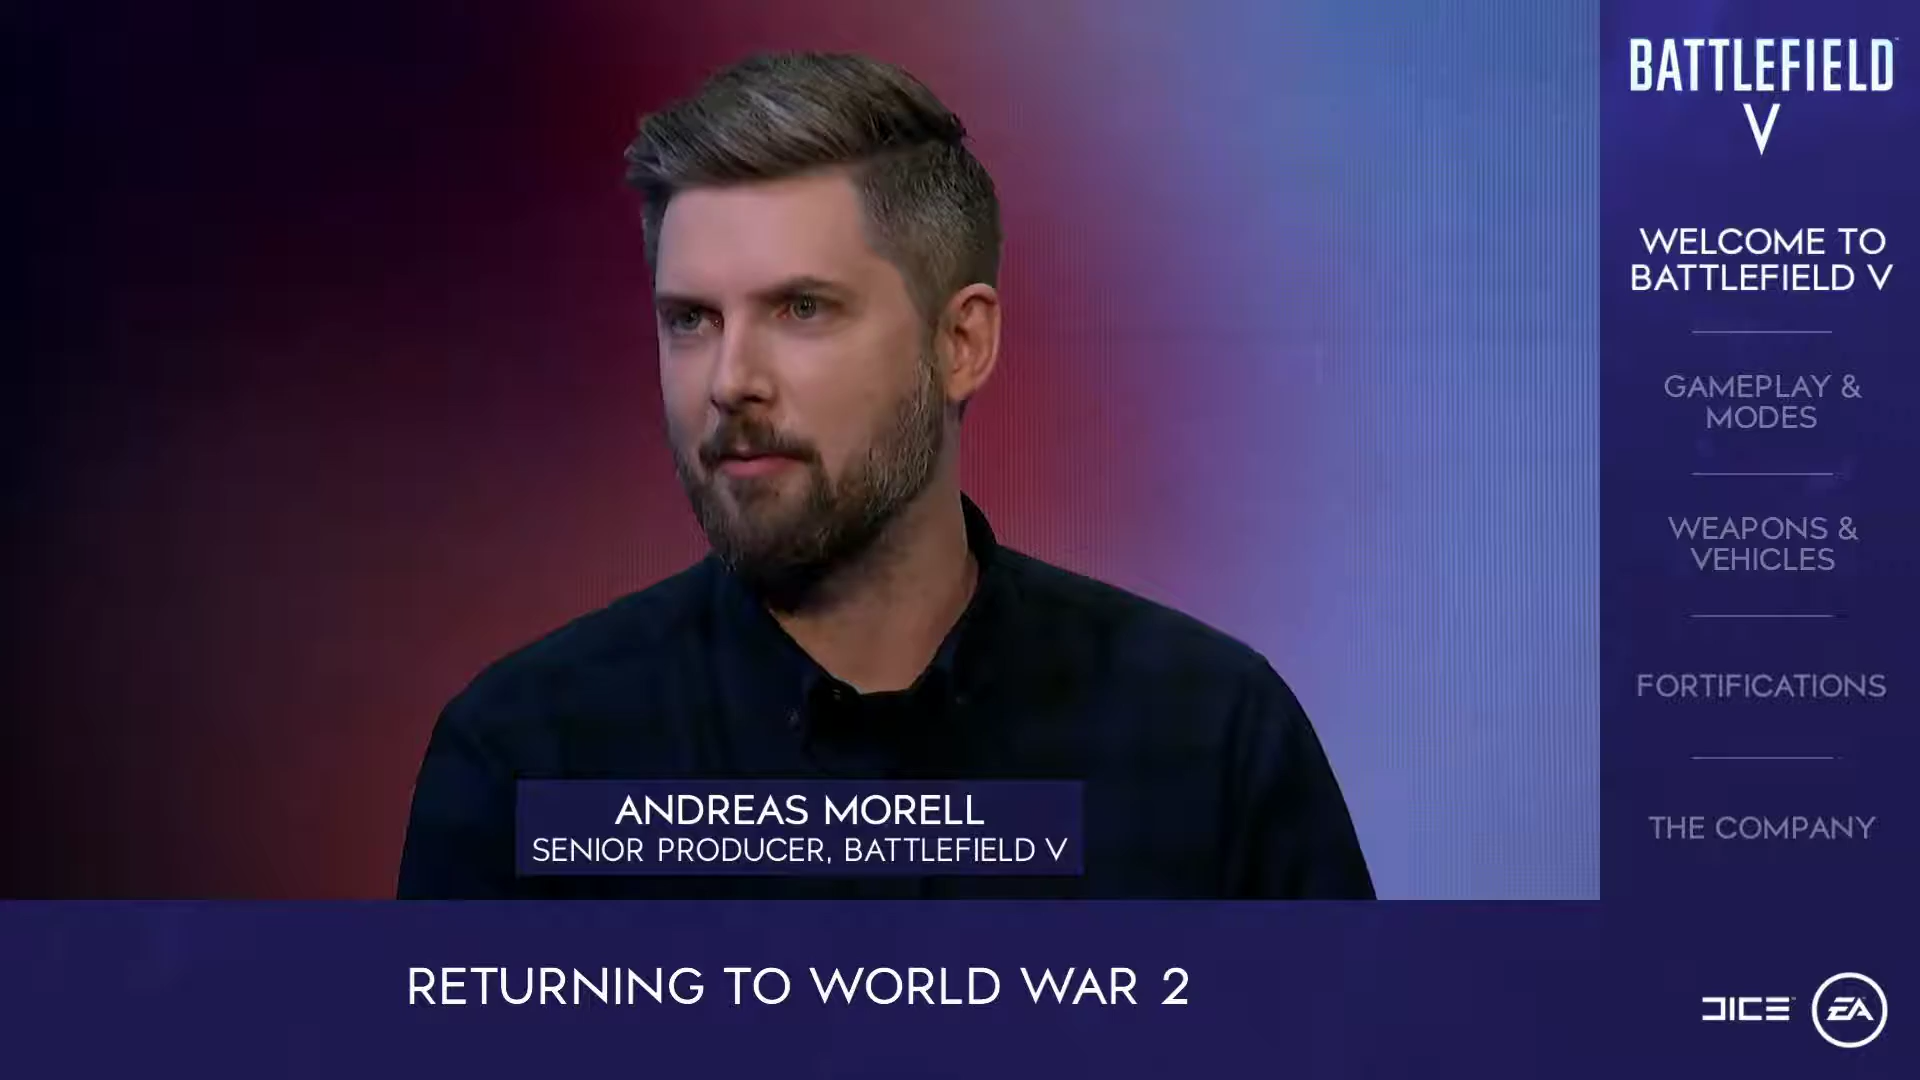 BATTLEFIELD
V
WELCOME TO
BATTLEFIELD V
GAMEPLAY &
MODES
WEAPONS &
VEHICLES
FORTIFICATIONS
THE COMPANY
ANDREAS MORELL
SENIOR PRODUCER, BATTLEFIELD V
RETURNING TO WORLD WAR 2
DICE
EA